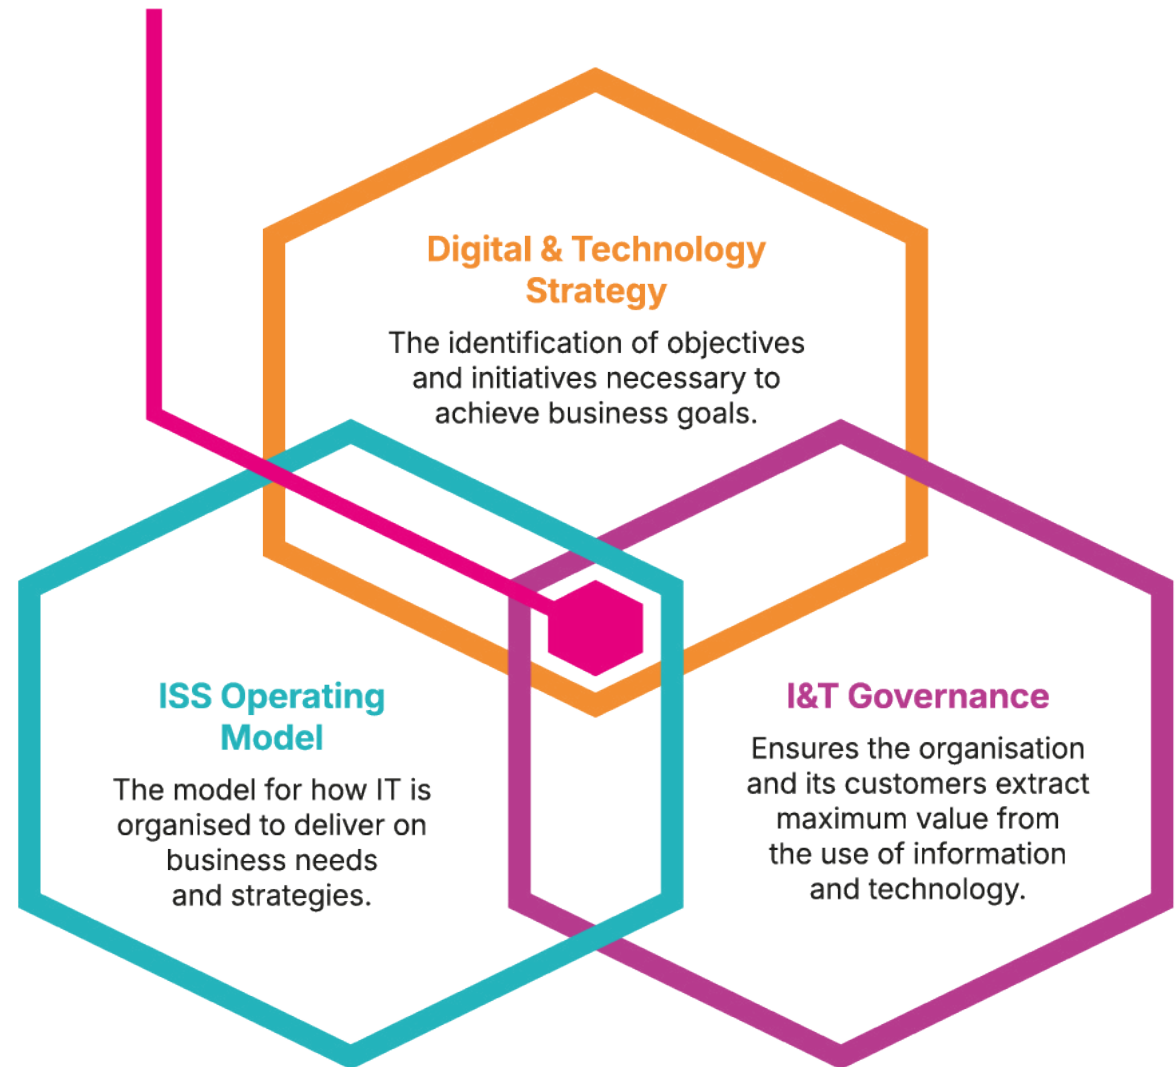 Digital & Technology
Strategy
The identification of objectives
and initiatives necessary to
achieve business goals.
ISS Operating
Model
The model for how IT is
organised to deliver on
business needs
and strategies.
I&T Governance
Ensures the organisation
and its customers extract
maximum value from
the use of information
and technology.